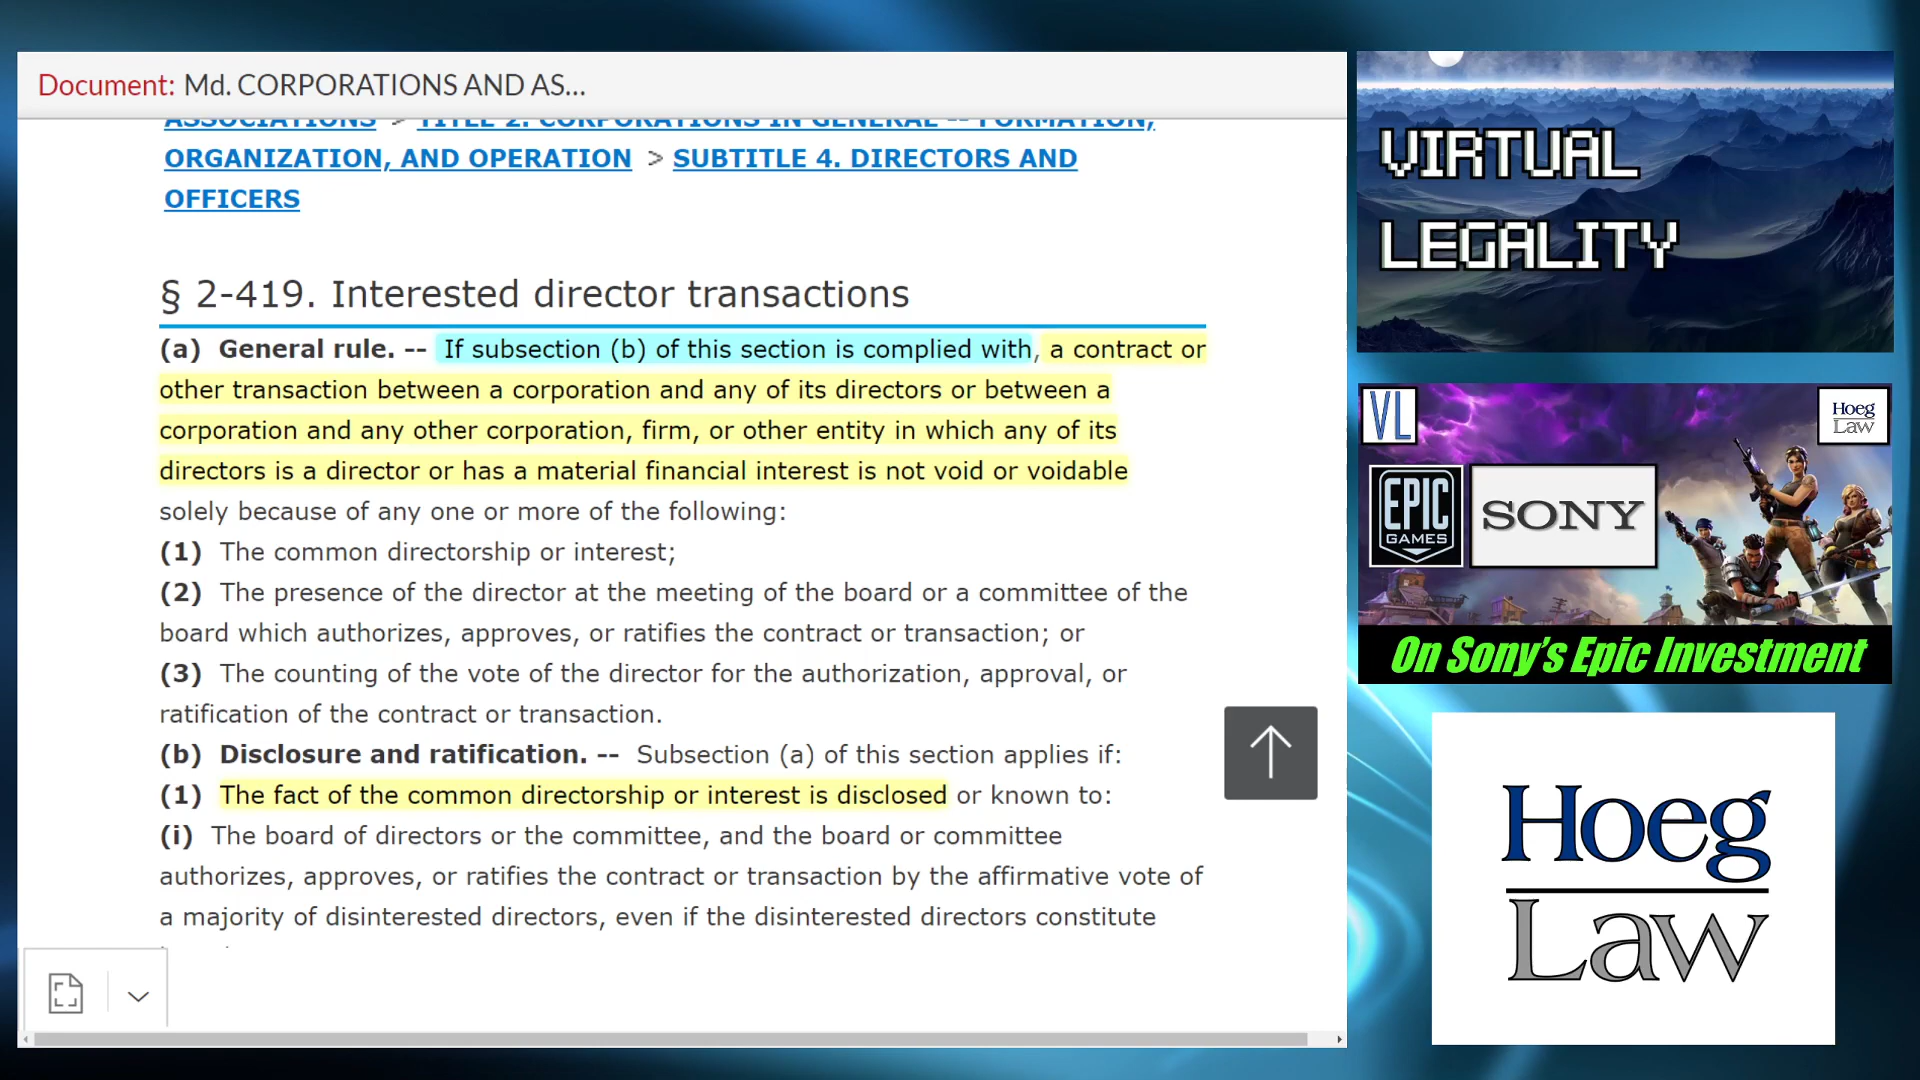 Document: Md. CORPORATIONS AND AS...
ASSOCIATIONS > TITLE 2. CORPORATIONS IN GENERAL -- FORMATION,
ORGANIZATION, AND OPERATION > SUBTITLE 4. DIRECTORS AND
OFFICERS
§ 2-419. Interested director transactions
(a) General rule. -- If subsection (b) of this section is complied with, a contract or
other transaction between a corporation and any of its directors or between a
corporation and any other corporation, firm, or other entity in which any of its
directors is a director or has a material financial interest is not void or voidable
solely because of any one or more of the following:
(1) The common directorship or interest;
(2) The presence of the director at the meeting of the board or a committee of the
board which authorizes, approves, or ratifies the contract or transaction; or
(3) The counting of the vote of the director for the authorization, approval, or
ratification of the contract or transaction.
(b) Disclosure and ratification. -- Subsection (a) of this section applies if:
(1) The fact of the common directorship or interest is disclosed or known to:
(i) The board of directors or the committee, and the board or committee
authorizes, approves, or ratifies the contract or transaction by the affirmative vote of
a majority of disinterested directors, even if the disinterested directors constitute
VIRTUAL
LEGALITY
VL
Hoeg
Law
EPIC
GAMES
SONY
On Sony's Epic Investment
Hoeg
Law